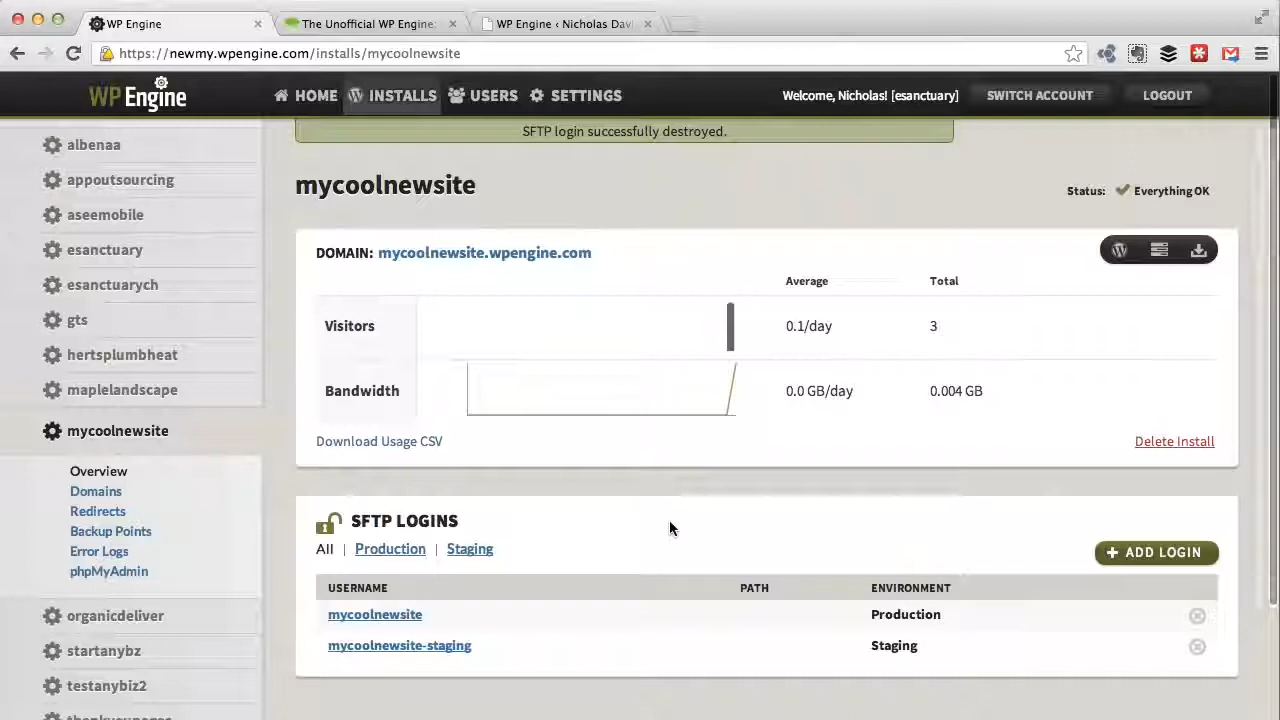 WP Engine
The Unofficial WP Engine:
WP Engine ‹ Nicholas Davi
https://newmy.wpengine.com/installs/mycoolnewsite
WP Engine
HOME
INSTALLS
USERS
SETTINGS
Welcome, Nicholas! [esanctuary]
SWITCH ACCOUNT
LOGOUT
albenaa
appoutsourcing
aseemobile
esanctuary
esanctuarych
gts
hertsplumbheat
maplelandscape
mycoolnewsite
Overview
Domains
Redirects
Backup Points
Error Logs
phpMyAdmin
organicdeliver
startanybz
testanybiz2
SFTP login successfully destroyed.
mycoolnewsite
Status: Everything OK
DOMAIN: mycoolnewsite.wpengine.com
Average Total
Visitors 0.1/day 3
Bandwidth 0.0 GB/day 0.004 GB
Download Usage CSV
Delete Install
SFTP LOGINS
All | Production | Staging
+ ADD LOGIN
USERNAME PATH ENVIRONMENT
mycoolnewsite Production
mycoolnewsite-staging Staging